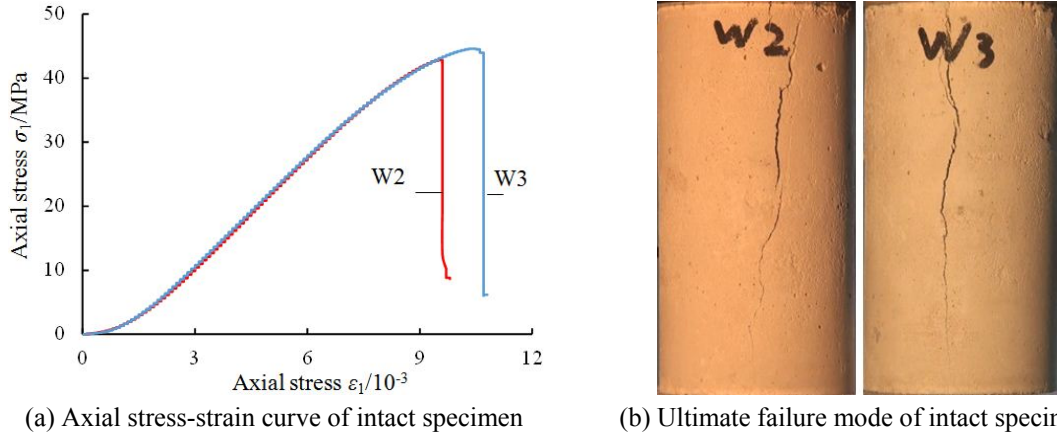 50
40
30
20
10
0
Axial stress σ₁/MPa
W2
W3
0 3 6 9 12
Axial stress ε₁/10⁻³
(a) Axial stress-strain curve of intact specimen
W2
W3
(b) Ultimate failure mode of intact specim